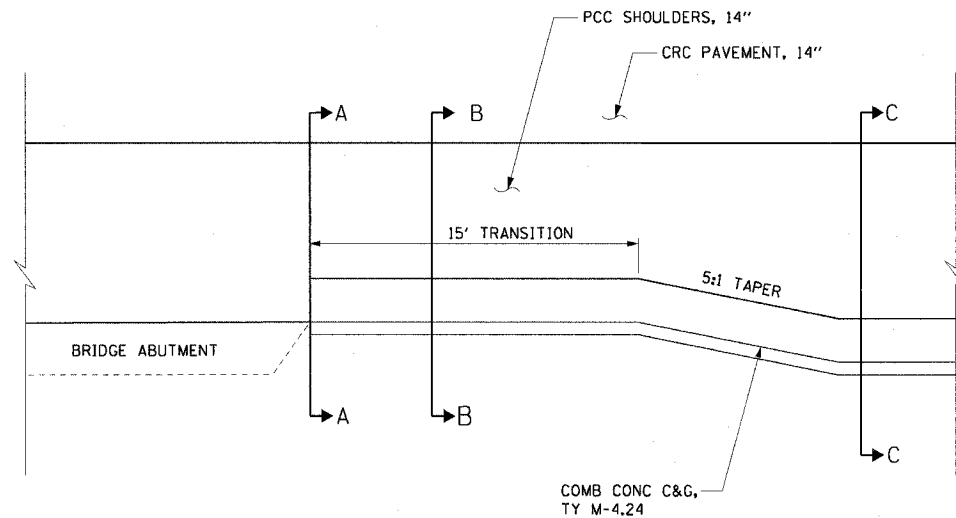 PCC SHOULDERS, 14"
CRC PAVEMENT, 14"
A
B
C
15' TRANSITION
5:1 TAPER
BRIDGE ABUTMENT
A
B
C
COMB CONC C&G,
TY M-4.24